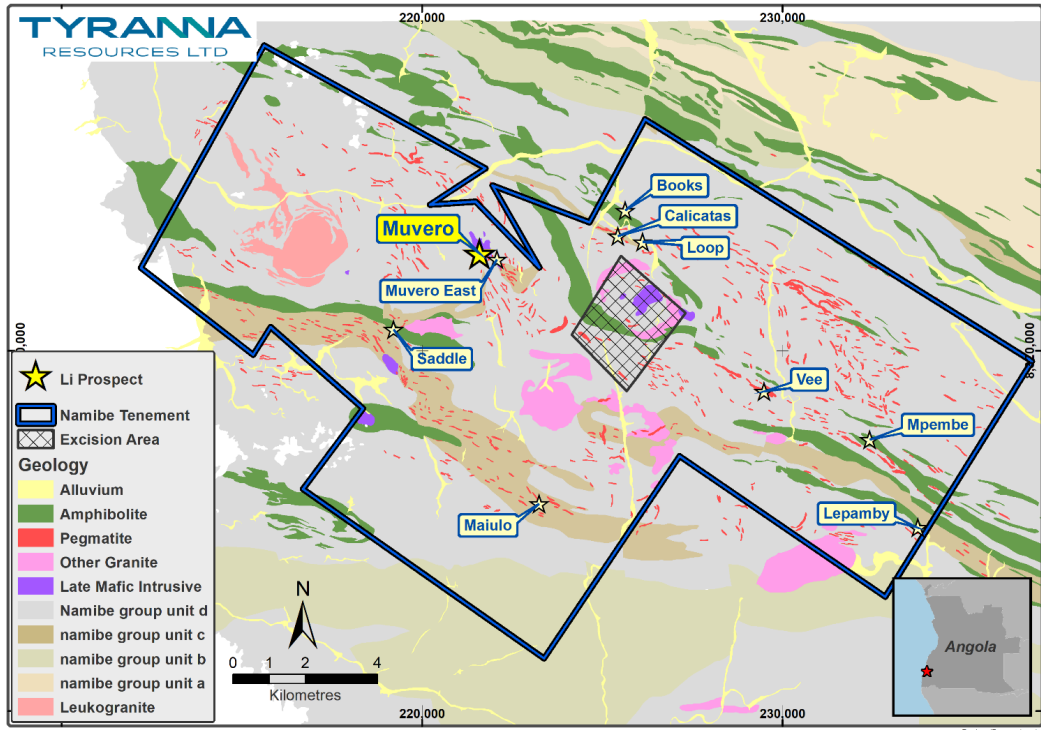 TYRANNA
RESOURCES LTD
220,000
230,000
Books
Calicatas
Loop
Muvero
Muvero East
Saddle
Vee
Mpembe
Lepamby
Maiulo
Li Prospect
Namibe Tenement
Excision Area
Geology
Alluvium
Amphibolite
Pegmatite
Other Granite
Late Mafic Intrusive
Namibe group unit d
namibe group unit c
namibe group unit b
namibe group unit a
Leukogranite
N
0 1 2 4
Kilometres
Angola
220,000
230,000